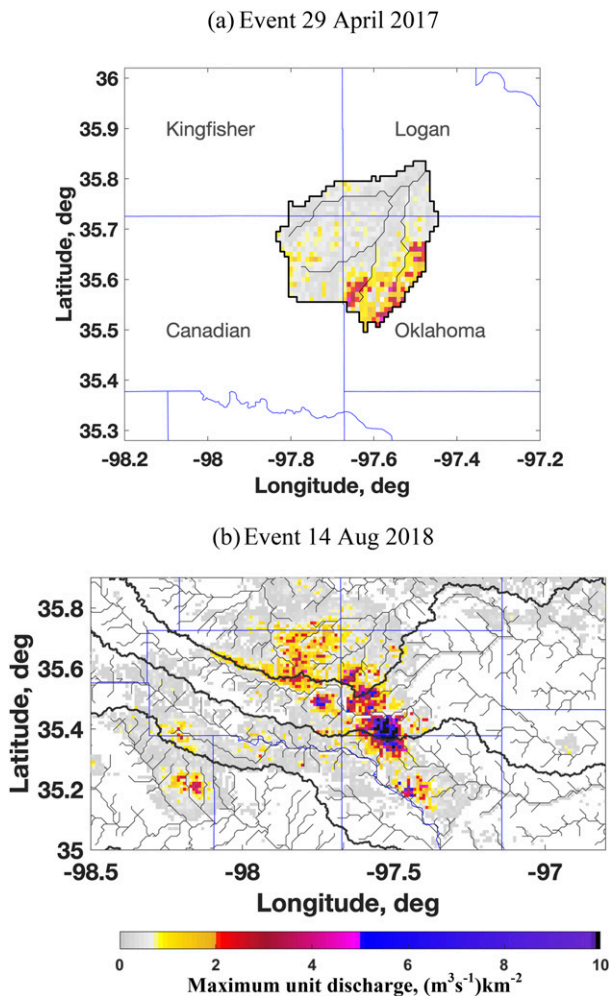 (a) Event 29 April 2017
36
35.9
35.8
35.7
35.6
35.5
35.4
35.3
Latitude, deg
Kingfisher
Logan
Canadian
Oklahoma
-98.2
-98
-97.8
-97.6
-97.4
-97.2
Longitude, deg
(b) Event 14 Aug 2018
35.8
35.6
35.4
35.2
35
Latitude, deg
-98.5
-98
-97.5
-97
Longitude, deg
0
2
4
6
8
10
Maximum unit discharge, (m³s⁻¹)km⁻²